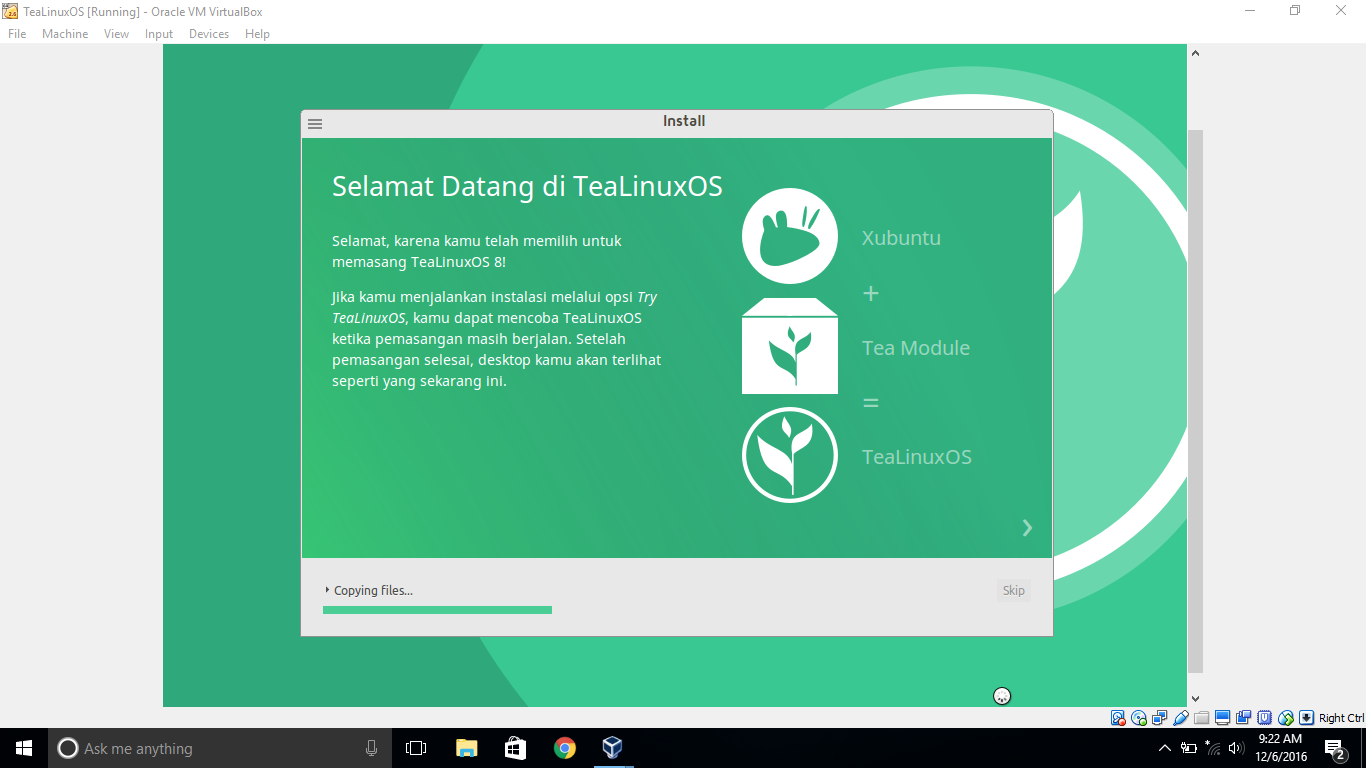 TeaLinuxOS [Running] - Oracle VM VirtualBox
File Machine View Input Devices Help
Install
Selamat Datang di TeaLinuxOS
Selamat, karena kamu telah memilih untuk
memasang TeaLinuxOS 8!
Jika kamu menjalankan instalasi melalui opsi Try
TeaLinuxOS, kamu dapat mencoba TeaLinuxOS
ketika pemasangan masih berjalan. Setelah
pemasangan selesai, desktop kamu akan terlihat
seperti yang sekarang ini.
Xubuntu
+
Tea Module
=
TeaLinuxOS
Copying files...
Skip
Right Ctrl
Ask me anything
9:22 AM
12/6/2016
2